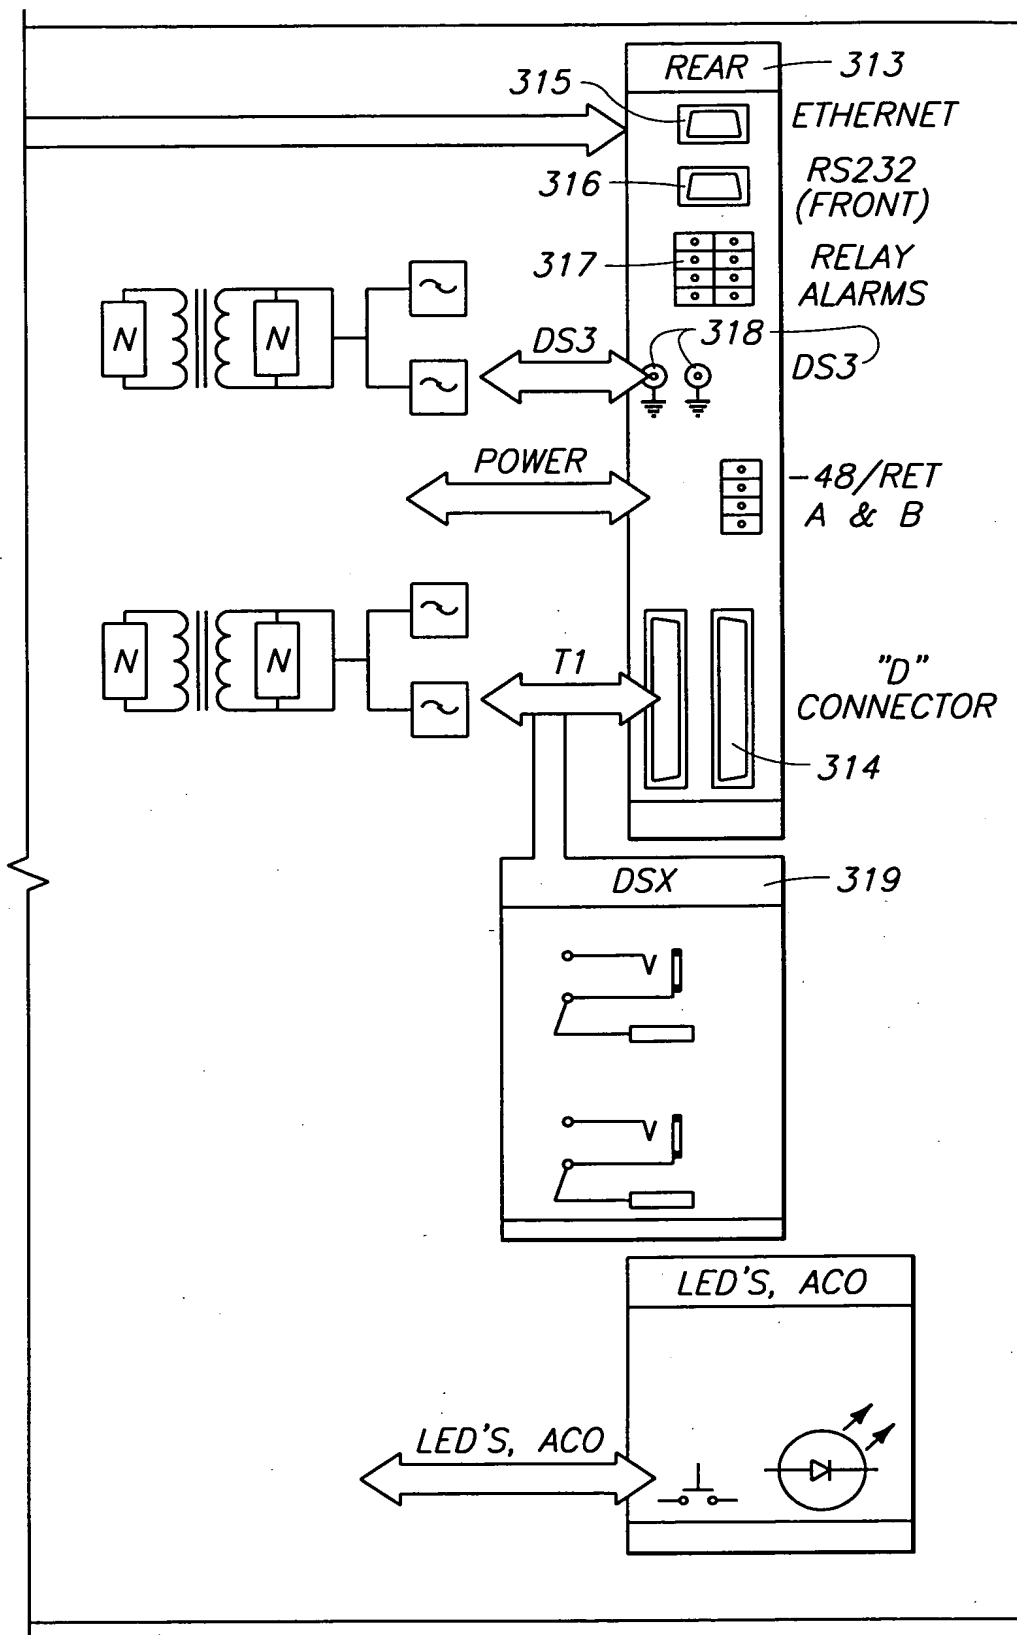 REAR
313
315
ETHERNET
316
RS232
(FRONT)
317
RELAY
ALARMS
N
N
~
~
DS3
318
DS3
POWER
-48/RET
A & B
N
N
~
~
T1
"D"
CONNECTOR
314
DSX
319
LED'S, ACO
LED'S, ACO